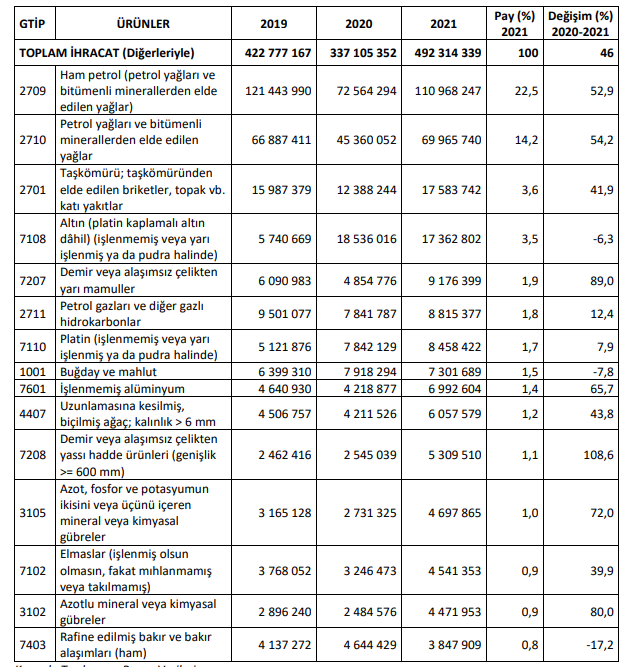 GTİP ÜRÜNLER 2019 2020 2021 Pay (%) 2021 Değişim (%) 2020-2021
TOPLAM İHRACAT (Diğerleriyle) 422 777 167 337 105 352 492 314 339 100 46
2709 Ham petrol (petrol yağları ve bitümenli minerallerden elde edilen yağlar) 121 443 990 72 564 294 110 968 247 22,5 52,9
2710 Petrol yağları ve bitümenli minerallerden elde edilen yağlar 66 887 411 45 360 052 69 965 740 14,2 54,2
2701 Taşkömürü; taşkömüründen elde edilen briketler, topak vb. katı yakıtlar 15 987 379 12 388 244 17 583 742 3,6 41,9
7108 Altın (platin kaplamalı altın dâhil) (işlenmemiş veya yarı işlenmiş ya da pudra halinde) 5 740 669 18 536 016 17 362 802 3,5 -6,3
7207 Demir veya alaşımsız çelikten yarı mamuller 6 090 983 4 854 776 9 176 399 1,9 89,0
2711 Petrol gazları ve diğer gazlı hidrokarbonlar 9 501 077 7 841 787 8 815 377 1,8 12,4
7110 Platin (işlenmemiş veya yarı işlenmiş ya da pudra halinde) 5 121 876 7 842 129 8 458 422 1,7 7,9
1001 Buğday ve mahlut 6 399 310 7 918 294 7 301 689 1,5 -7,8
7601 İşlenmemiş alüminyum 4 640 930 4 218 877 6 992 604 1,4 65,7
4407 Uzunlamasına kesilmiş, biçilmiş ağaç; kalınlık > 6 mm 4 506 757 4 211 526 6 057 579 1,2 43,8
7208 Demir veya alaşımsız çelikten yassı hadde ürünleri (genişlik >= 600 mm) 2 462 416 2 545 039 5 309 510 1,1 108,6
3105 Azot, fosfor ve potasyumun ikisini veya üçünü içeren mineral veya kimyasal gübreler 3 165 128 2 731 325 4 697 865 1,0 72,0
7102 Elmaslar (işlenmiş olsun olmasın, fakat mıhlanmamış veya takılmamış) 3 768 052 3 246 473 4 541 353 0,9 39,9
3102 Azotlu mineral veya kimyasal gübreler 2 896 240 2 484 576 4 471 953 0,9 80,0
7403 Rafine edilmiş bakır ve bakır alaşımları (ham) 4 137 272 4 644 429 3 847 909 0,8 -17,2